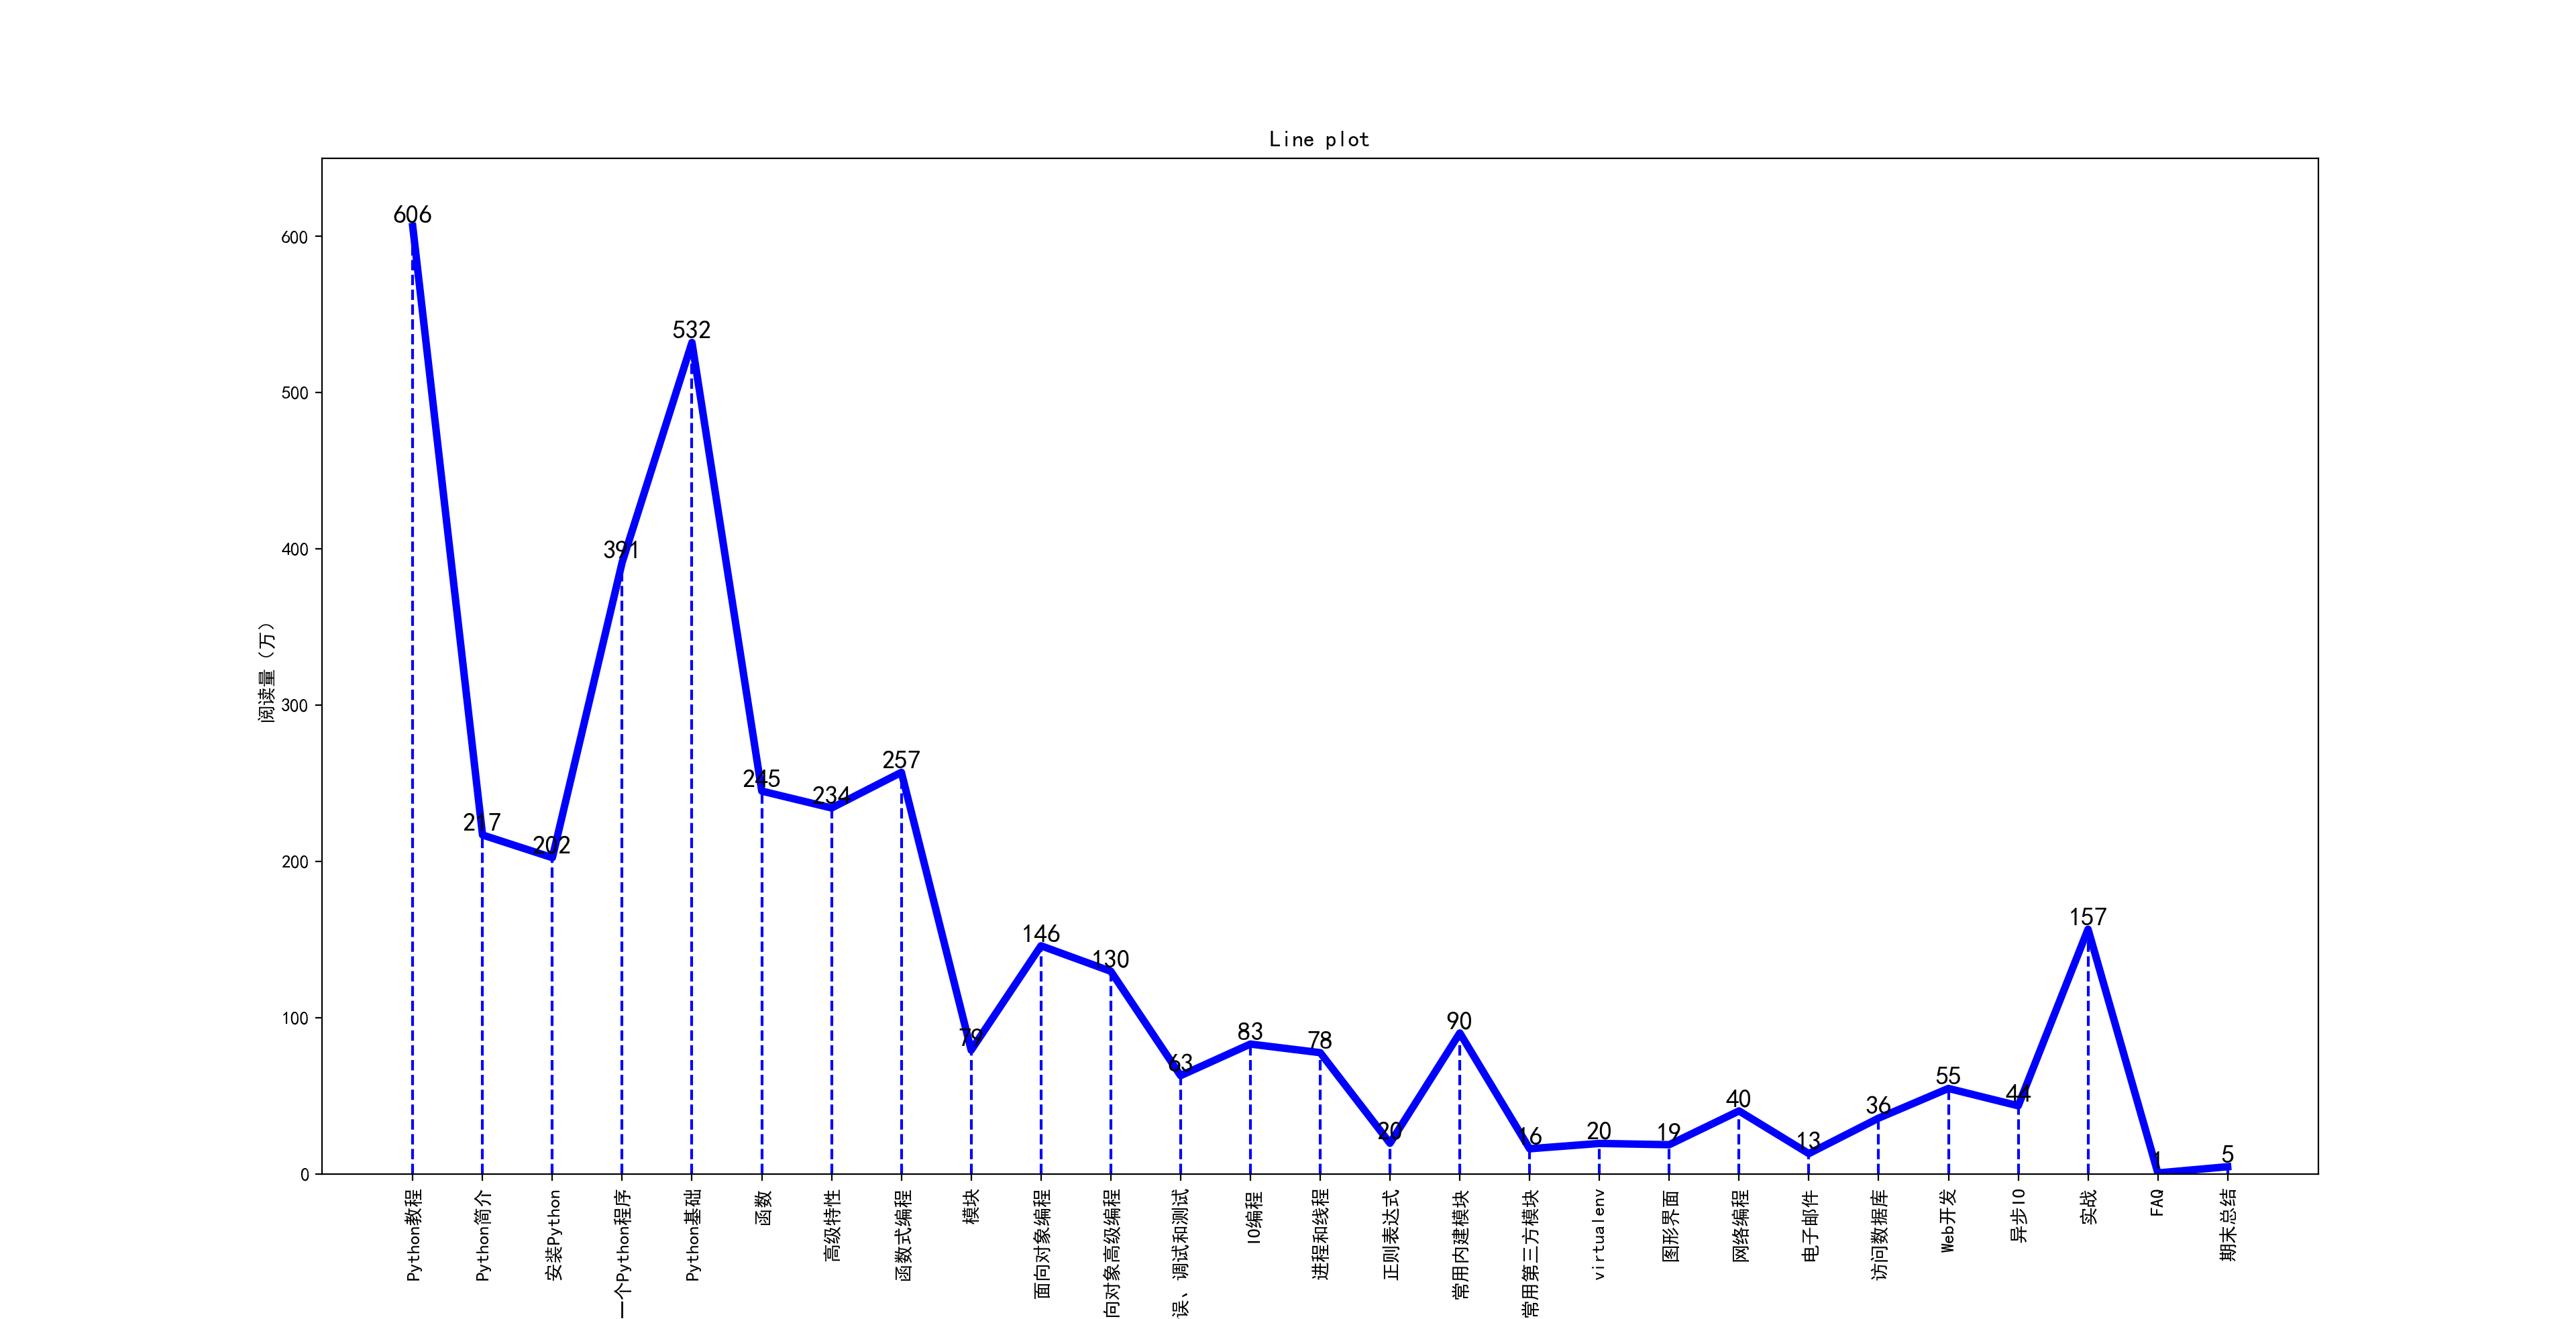 Line plot
阅读量（万）
600
500
400
300
200
100
0
606
217
202
391
532
245
234
257
79
146
130
63
83
78
20
90
16
20
19
40
13
36
55
44
157
1
5
Python教程
Python简介
安装Python
一个Python程序
Python基础
函数
高级特性
函数式编程
模块
面向对象编程
向对象高级编程
误、调试和测试
IO编程
进程和线程
正则表达式
常用内建模块
常用第三方模块
virtualenv
图形界面
网络编程
电子邮件
访问数据库
Web开发
异步IO
实战
FAQ
期末总结